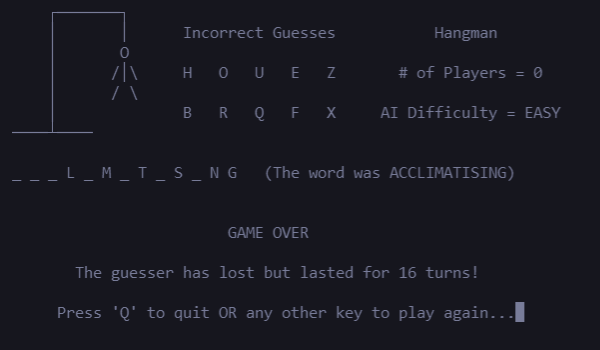 Incorrect Guesses Hangman
H O U E Z # of Players = 0
B R Q F X AI Difficulty = EASY
_ _ _ L _ M _ T _ S _ N G (The word was ACCLIMATISING)
GAME OVER
The guesser has lost but lasted for 16 turns!
Press 'Q' to quit OR any other key to play again...